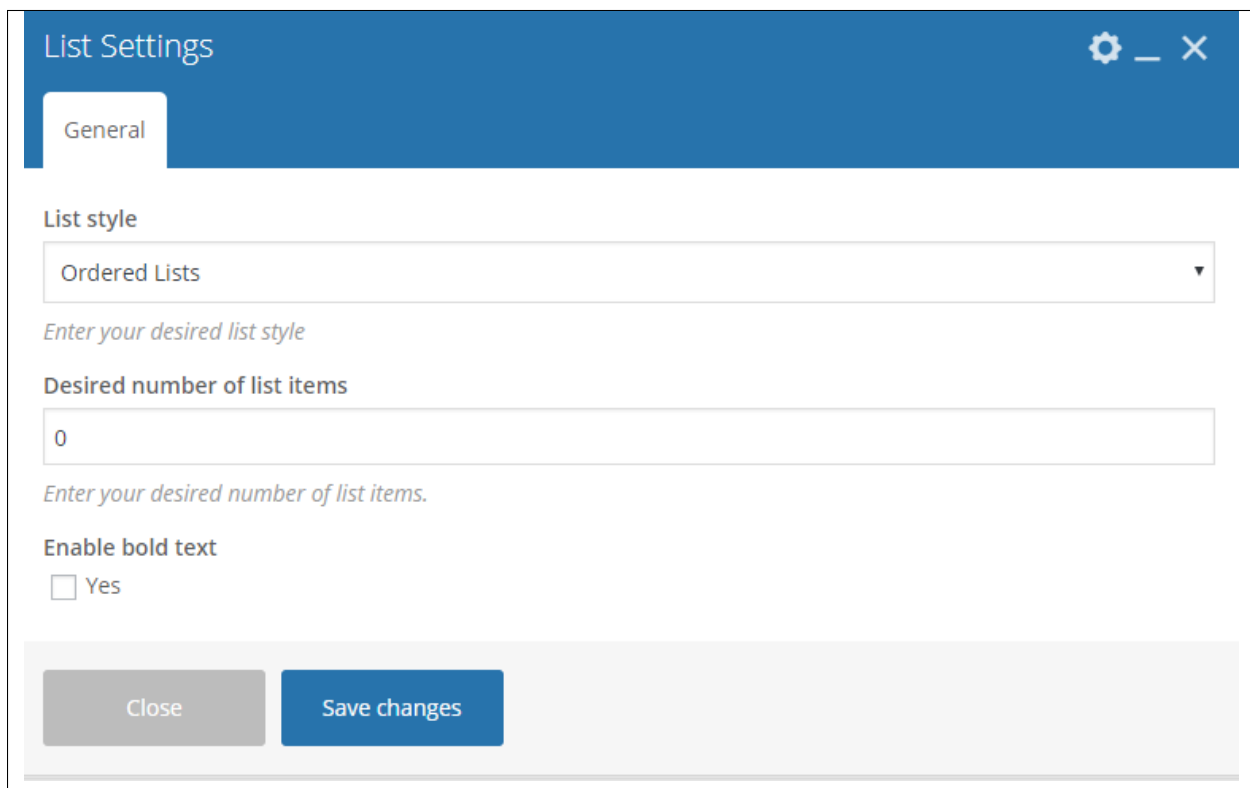 List Settings
General
List style
Ordered Lists
Enter your desired list style
Desired number of list items
0
Enter your desired number of list items.
Enable bold text
Yes
Close
Save changes